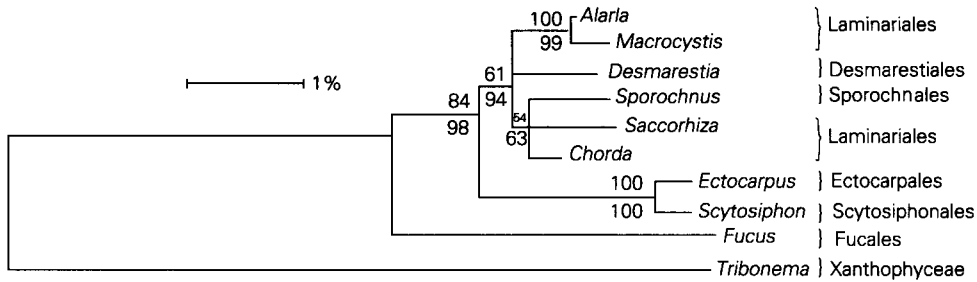 100 Alarla
99 Macrocystis
} Laminariales
1%
61 Desmarestia } Desmarestiales
94 Sporochnus } Sporochnales
84
98
54 Saccorhiza
63 Chorda
} Laminariales
100 Ectocarpus } Ectocarpales
100 Scytosiphon } Scytosiphonales
Fucus } Fucales
Tribonema } Xanthophyceae